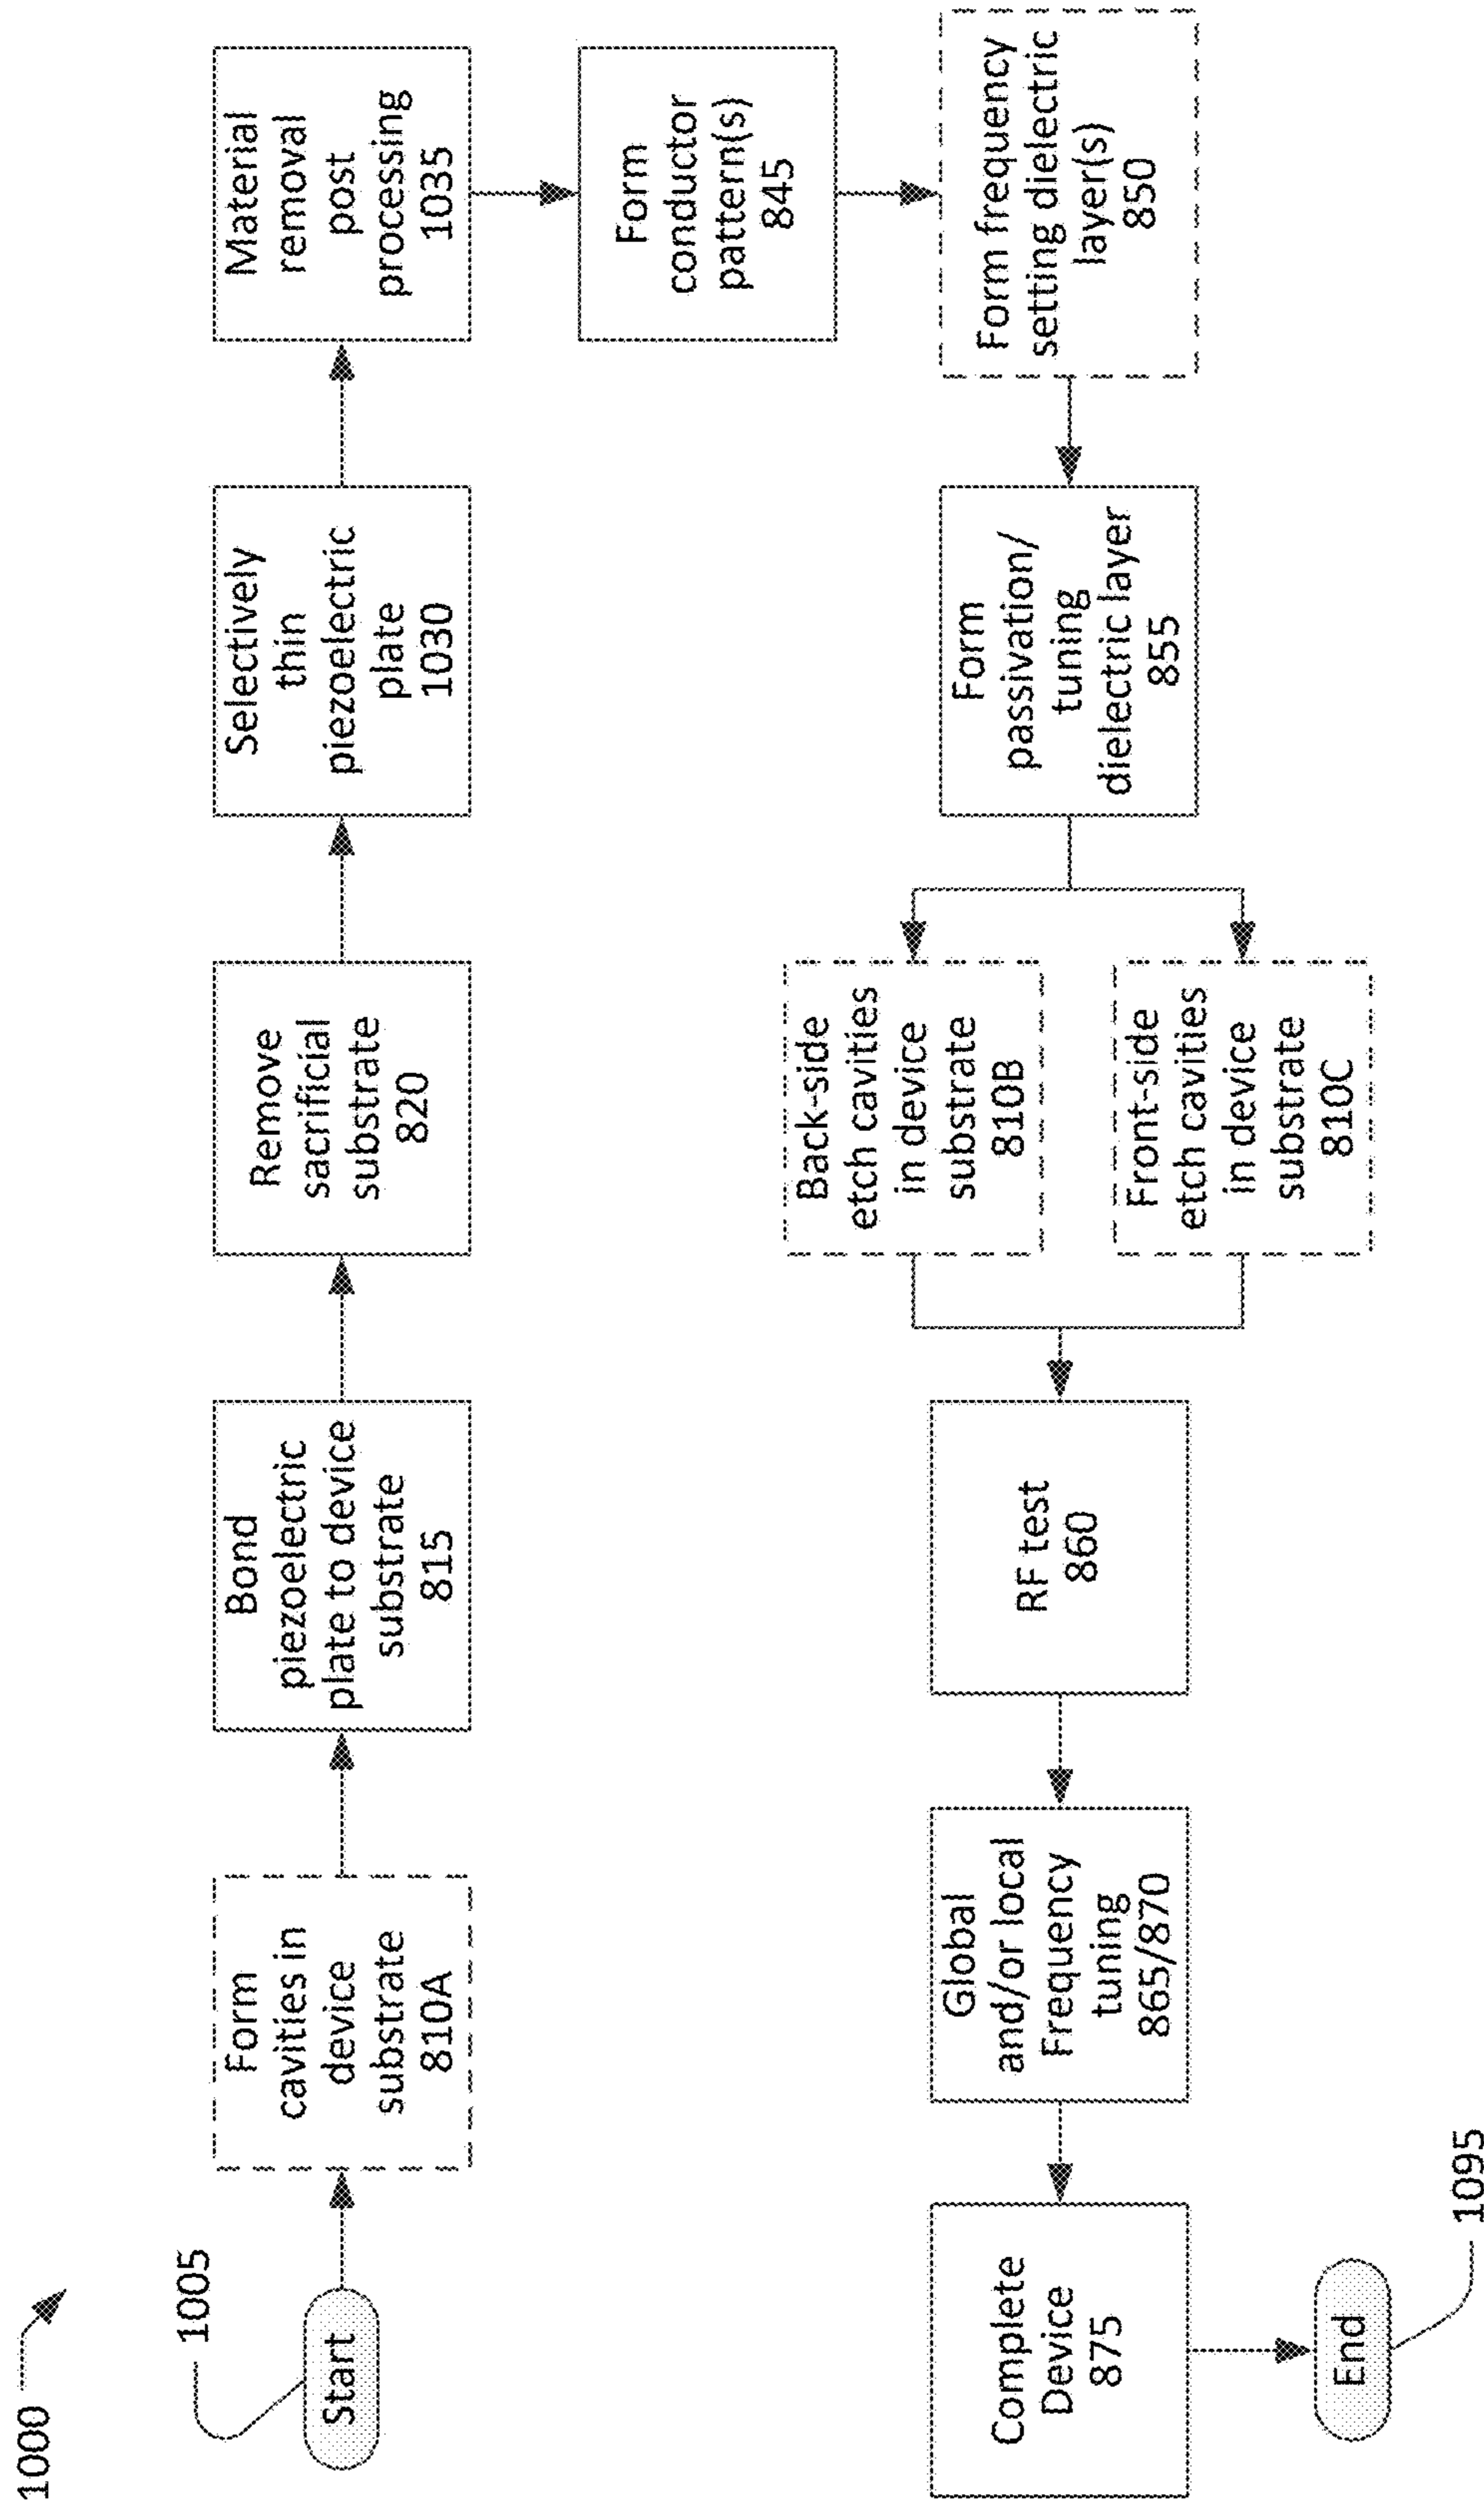 1000
1005
Start
Form
cavities in
device
substrate
810A
Bond
piezoelectric
plate to device
substrate
815
Remove
sacrificial
substrate
820
Selectively
thin
piezoelectric
plate
1030
Material
removal
post
processing
1035
Form
conductor
pattern(s)
845
Form frequency
setting dielectric
layer(s)
850
Form
passivation/
tuning
dielectric layer
855
Back-side
etch cavities
in device
substrate
810B
Front-side
etch cavities
in device
substrate
810C
RF test
860
Global
and/or local
Frequency
tuning
865/870
Complete
Device
875
End
1095